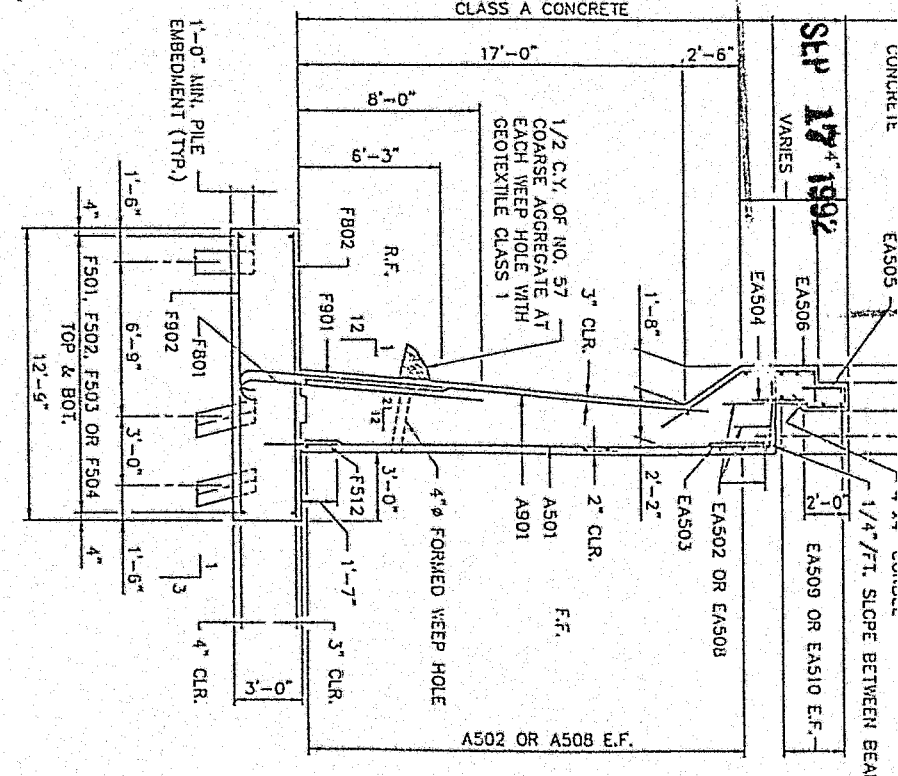 CLASS A CONCRETE
CONCRETE
17'-0"
2'-6"
SEP 17 1992
VARIES
8'-0"
6'-3"
1'-0" MIN. PILE
EMBEDMENT (TYP.)
1/2 C.Y. OF NO. 57
COARSE AGGREGATE AT
EACH WEEP HOLE WITH
GEOTEXTILE CLASS 1
EA505
EA506
EA504
1'-8"
3" CLR.
R.F.
F802
F901
12
1
1'-6"
4"
F501, F502, F503 OR F504
TOP & BOT.
6'-9"
12'-9"
3'-0"
4"
1'-6"
F902
F801
2
12
3'-0"
F512
1'-7"
4"ø FORMED WEEP HOLE
A901
A501
2" CLR.
2'-2"
EA503
EA502 OR EA508
F.F.
2'-0"
1/4"/FT. SLOPE BETWEEN
EA509 OR EA510 E.F.
1
3
4" CLR.
3'-0"
3" CLR.
A502 OR A508 E.F.